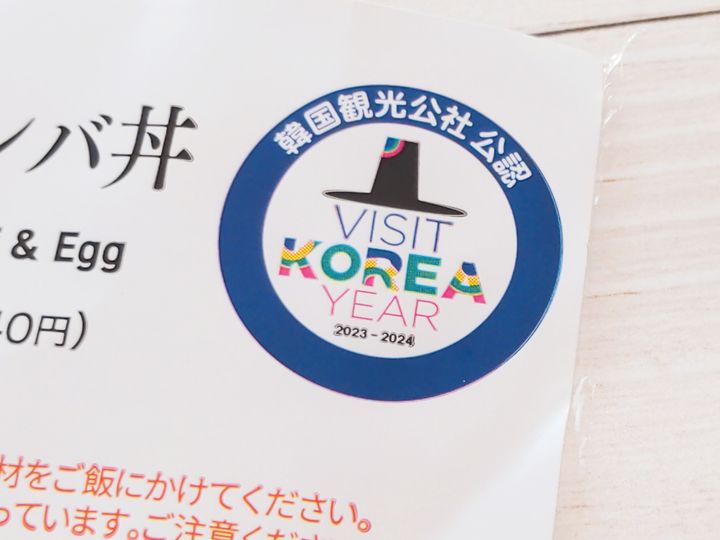 韓国観光公社 公認
ンバ丼
VISIT
KOREA
YEAR
2023-2024
& Egg
40円)
材をご飯にかけてください。
っています。ご注意くださ